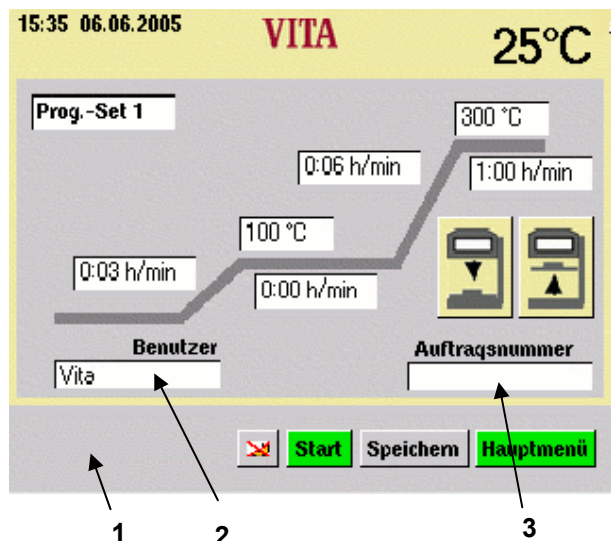 15:35 06.06.2005 VITA 25°C
Prog.-Set 1
300 °C
0:06 h/min
1:00 h/min
100 °C
0:03 h/min
0:00 h/min
Benutzer
Auftragsnummer
Vita
Start Speichern Hauptmenü
1 2 3